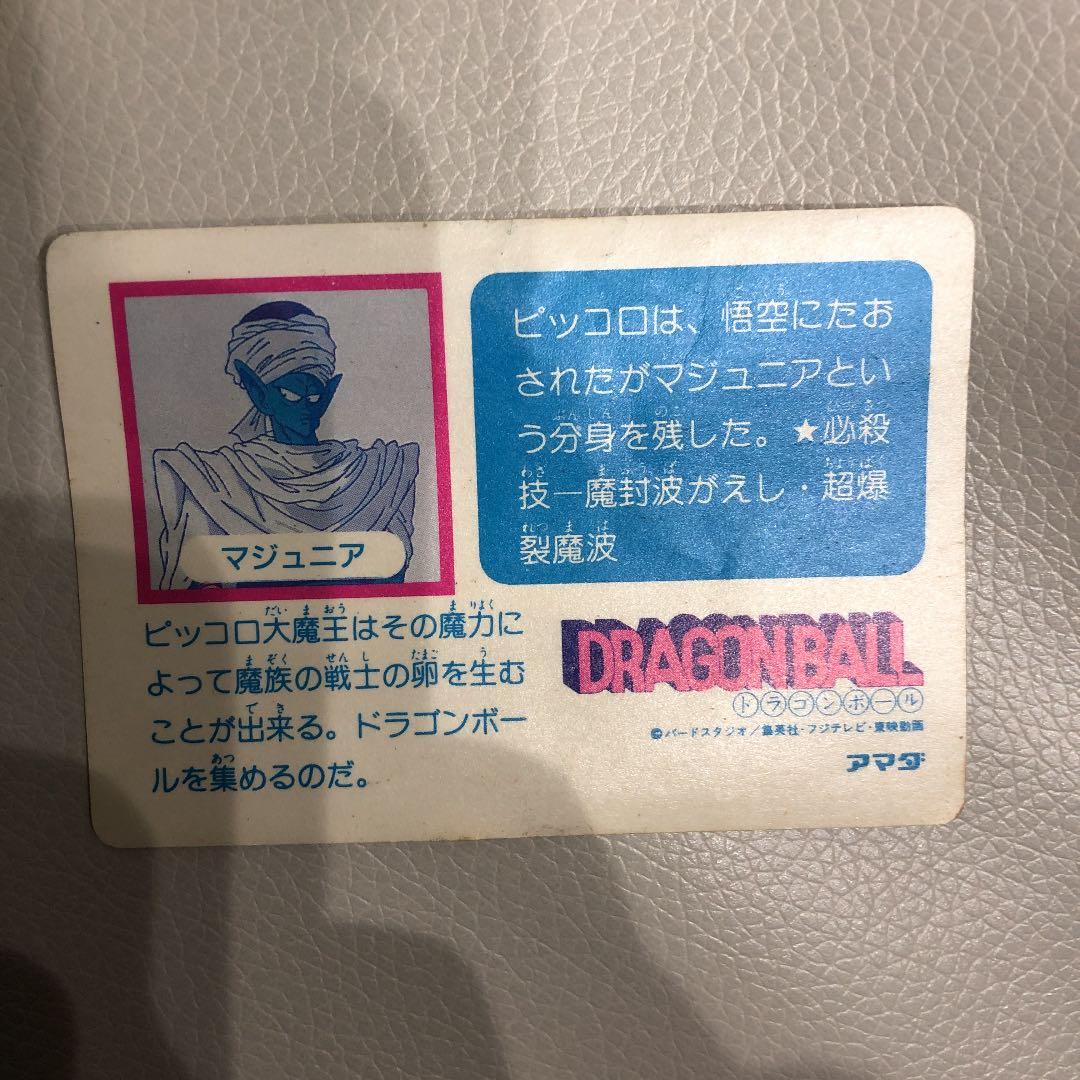 マジュニア
ピッコロは、悟空にたお
されたがマジュニアとい
う分身を残した。★必殺
技―魔封波がえし・超爆
裂魔波
ピッコロ大魔王はその魔力に
よって魔族の戦士の卵を生む
ことが出来る。ドラゴンボー
ルを集めるのだ。
DRAGON BALL
ドラゴンボール
©バードスタジオ/集英社・フジテレビ・東映動画
アマダ